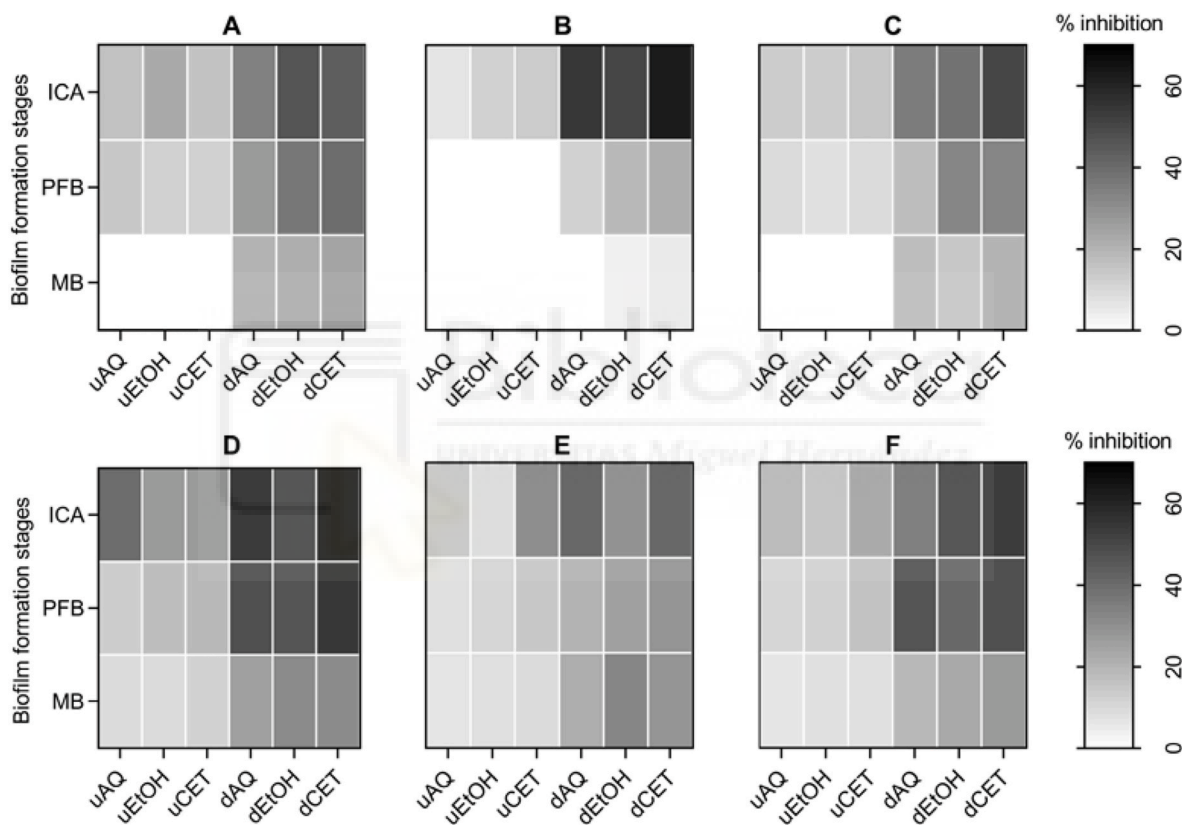 A B C % inhibition
Biofilm formation stages
ICA
PFB
MB
60
40
20
0
uAQ uEtOH uCET dAQ dEtOH dCET
uAQ uEtOH uCET dAQ dEtOH dCET
uAQ dEtOH uCET dAQ dEtOH dCET
Biblioteca
UNIVERSITAS Miguel Hernández
D E F % inhibition
Biofilm formation stages
ICA
PFB
MB
60
40
20
0
uAQ uEtOH uCET dAQ dEtOH dCET
uAQ uEtOH uCET dAQ dEtOH dCET
uAQ dEtOH uCET dAQ dEtOH dCET